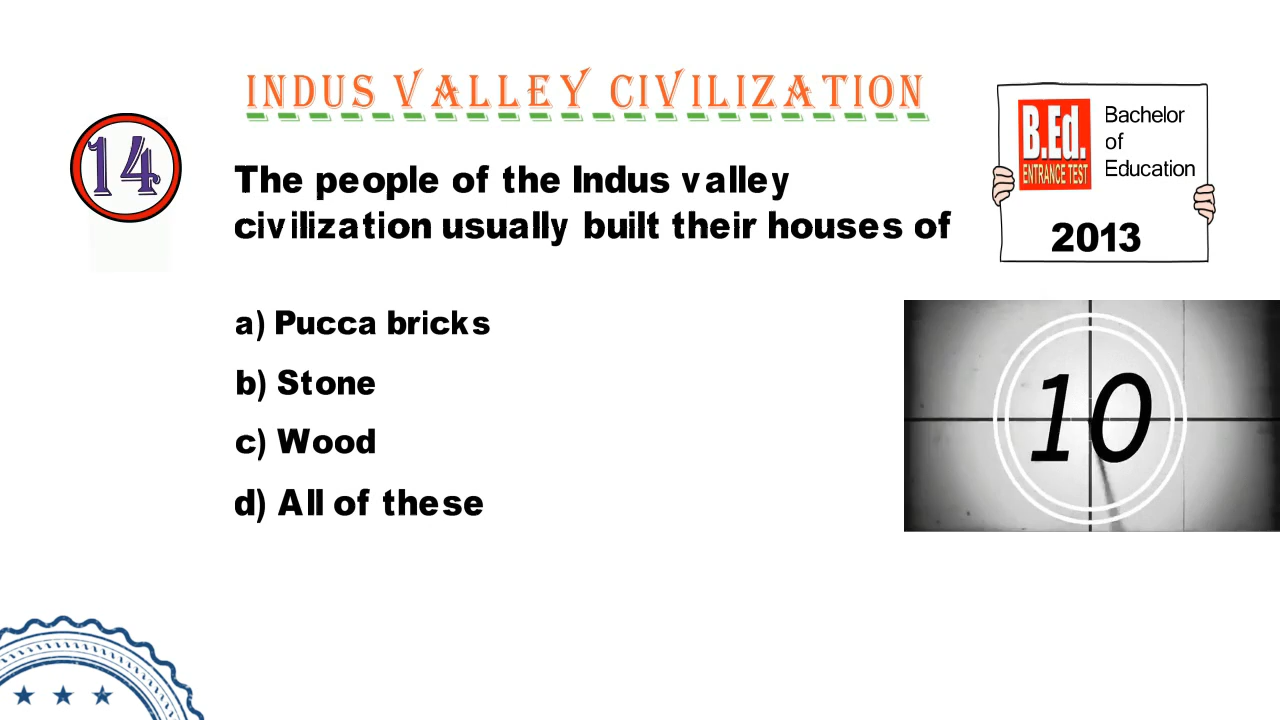 INDUS VALLEY CIVILIZATION
14
The people of the Indus valley
civilization usually built their houses of
a) Pucca bricks
b) Stone
c) Wood
d) All of these
B.Ed.
ENTRANCE TEST
Bachelor
of
Education
2013
10